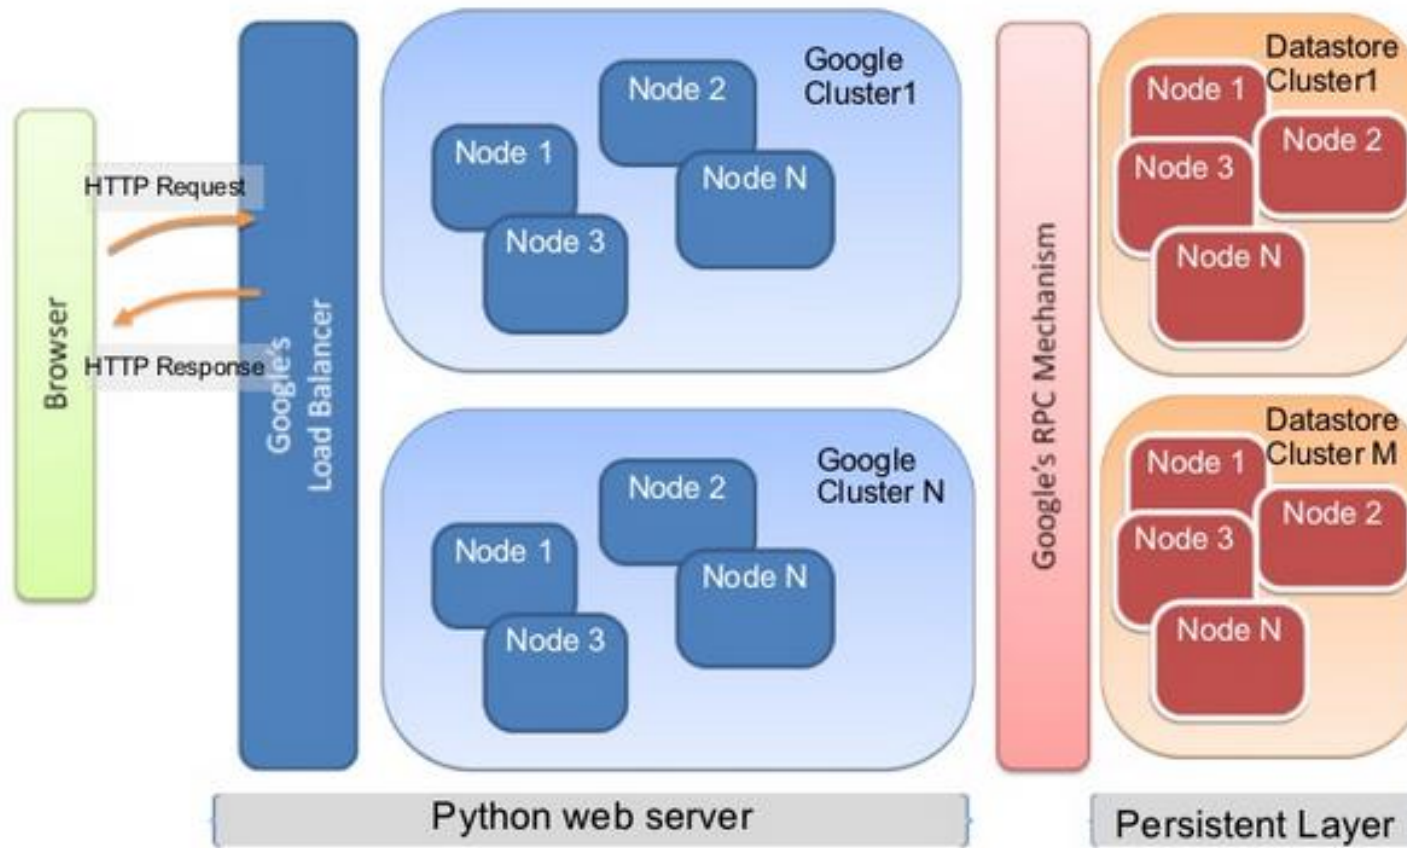 Browser
HTTP Request
HTTP Response
Google's
Load Balancer
Google
Cluster1
Node 1
Node 2
Node 3
Node N
Google
Cluster N
Node 1
Node 2
Node 3
Node N
Google's RPC Mechanism
Datastore
Cluster1
Node 1
Node 2
Node 3
Node N
Datastore
Cluster M
Node 1
Node 2
Node 3
Node N
Python web server
Persistent Layer